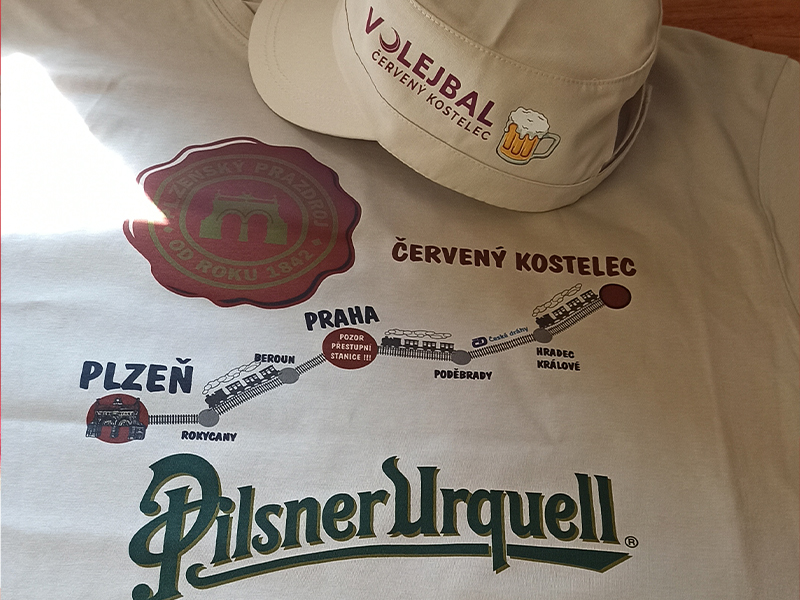 VOLEJBAL
ČERVENÝ KOSTELEC
PLZEŇSKÝ PRAZDROJ
OD ROKU 1842
ČERVENÝ KOSTELEC
PRAHA
POZOR
PŘESTUPNÍ
STANICE !!!
České dráhy
HRADEC
KRÁLOVÉ
BEROUN
PODĚBRADY
PLZEŇ
ROKYCANY
Pilsner Urquell ®